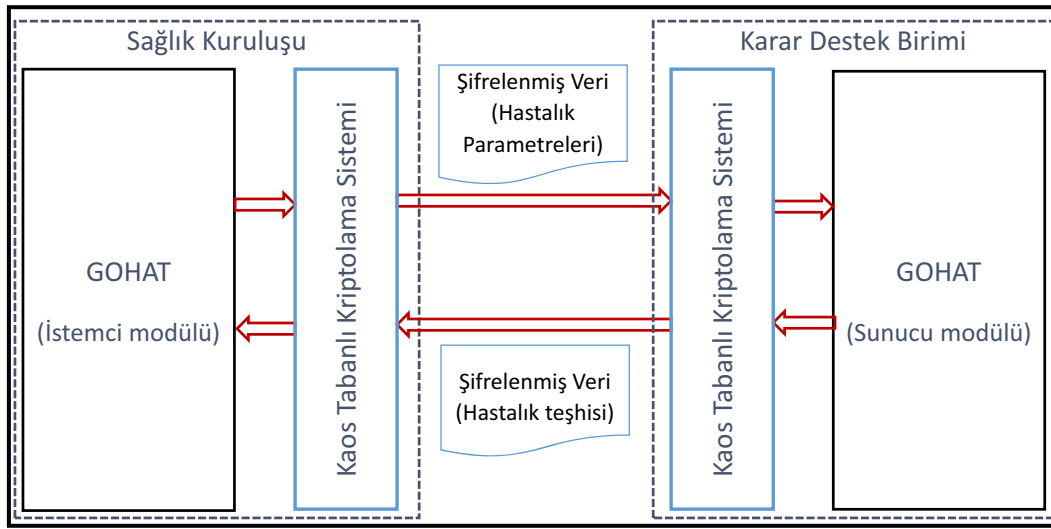 Sağlık Kuruluşu
GOHAT
(İstemci modülü)
Kaos Tabanlı Kriptolama Sistemi
Şifrelenmiş Veri
(Hastalık
Parametreleri)
Şifrelenmiş Veri
(Hastalık teşhisi)
Karar Destek Birimi
Kaos Tabanlı Kriptolama Sistemi
GOHAT
(Sunucu modülü)